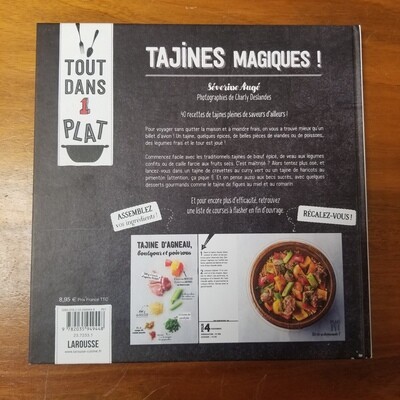 TOUT
DANS
1
PLAT
TAJINES MAGIQUES !
Séverine Augé
Photographies de Charly Deslandes
40 recettes de tajines pleines de saveurs d'ailleurs !
Pour voyager sans quitter la maison et à moindre frais, on vous a trouvé mieux qu'un
billet d'avion ! Un tajine, quelques épices, de belles pièces de viandes ou de poissons,
des légumes frais et le tour est joué !
Commencez facile avec les traditionnels tajines de bœuf épicé, de veau aux légumes
confits ou de caille farcie aux fruits secs. C'est maîtrisé ? Alors tentez plus osé, et
lancez-vous dans un tajine de crevettes au curry vert ou un tajine de haricots au
pimentón (attention, ça pique !). Et on pense aussi aux becs sucrés, avec quelques
desserts gourmands comme le tajine de figues au miel et au romarin.
Et pour encore plus d'efficacité, retrouvez
une liste de courses à flasher en fin d'ouvrage.
ASSEMBLEZ
vos ingrédients !
RÉGALEZ-VOUS !
TAJINE D'AGNEAU,
4
8,95 € Prix France TTC
LAROUSSE